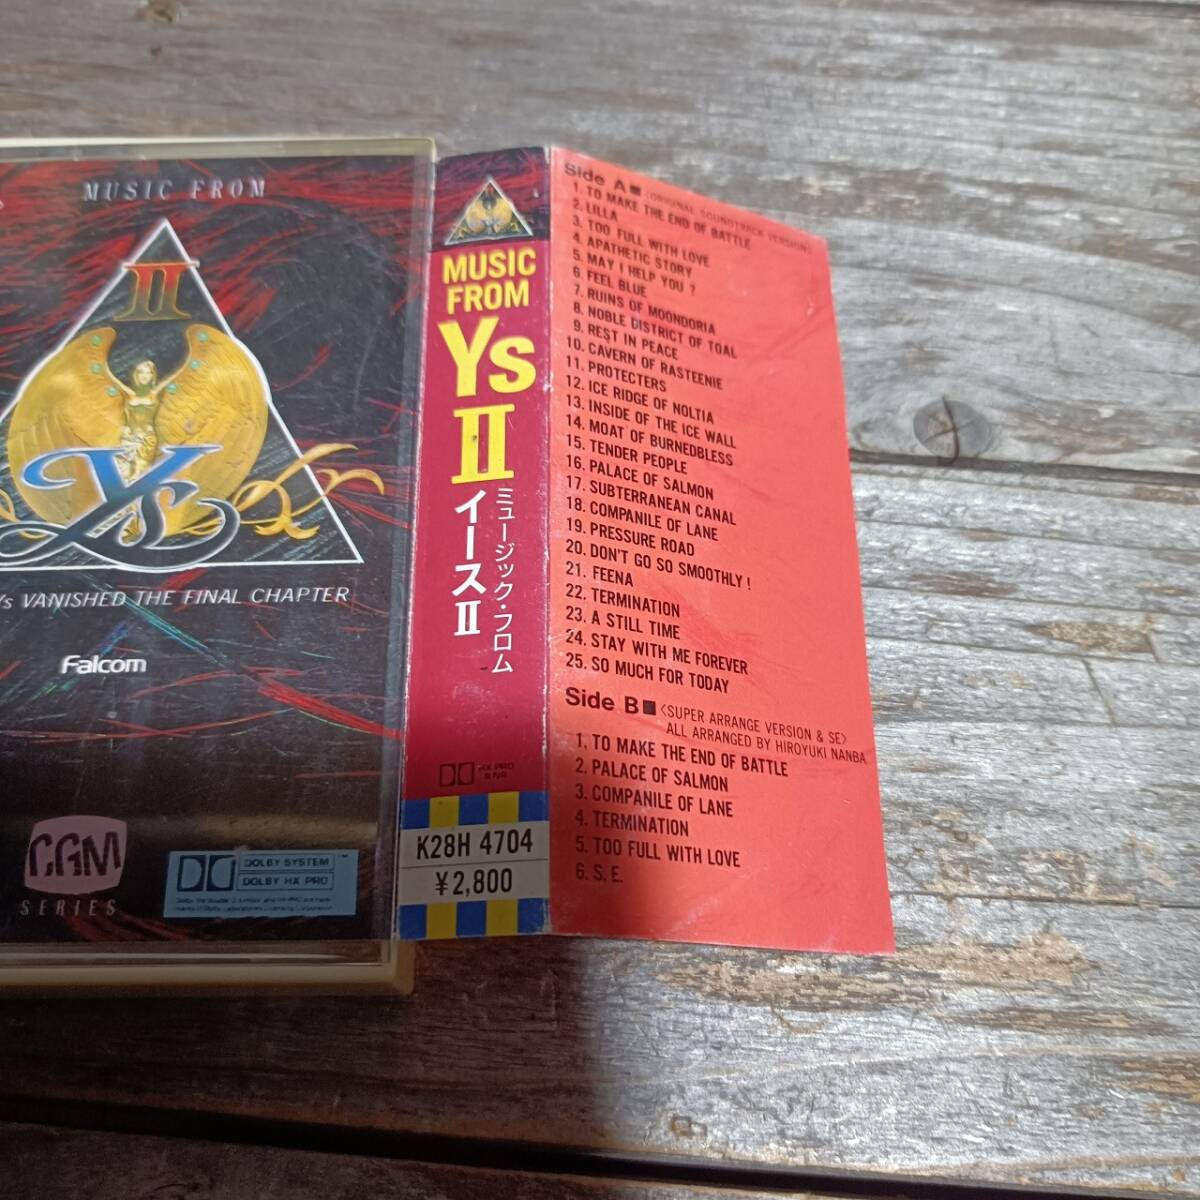 MUSIC FROM
II
Ys
Ys VANISHED THE FINAL CHAPTER
Falcom
CGM
SERIES
DOLBY SYSTEM
DOLBY HX PRO
MUSIC
FROM
Ys
II
ミュージック・フロム
イースII
HX PRO
B NR
K28H 4704
¥2,800
Side A■〈ORIGINAL SOUNDTRACK VERSION〉
1. TO MAKE THE END OF BATTLE
2. LILLA
3. TOO FULL WITH LOVE
4. APATHETIC STORY
5. MAY I HELP YOU ?
6. FEEL BLUE
7. RUINS OF MOONDORIA
8. NOBLE DISTRICT OF TOAL
9. REST IN PEACE
10. CAVERN OF RASTEENIE
11. PROTECTERS
12. ICE RIDGE OF NOLTIA
13. INSIDE OF THE ICE WALL
14. MOAT OF BURNEDBLESS
15. TENDER PEOPLE
16. PALACE OF SALMON
17. SUBTERRANEAN CANAL
18. COMPANILE OF LANE
19. PRESSURE ROAD
20. DON'T GO SO SMOOTHLY !
21. FEENA
22. TERMINATION
23. A STILL TIME
24. STAY WITH ME FOREVER
25. SO MUCH FOR TODAY
Side B■〈SUPER ARRANGE VERSION & SE〉
ALL ARRANGED BY HIROYUKI NANBA
1. TO MAKE THE END OF BATTLE
2. PALACE OF SALMON
3. COMPANILE OF LANE
4. TERMINATION
5. TOO FULL WITH LOVE
6. S. E.